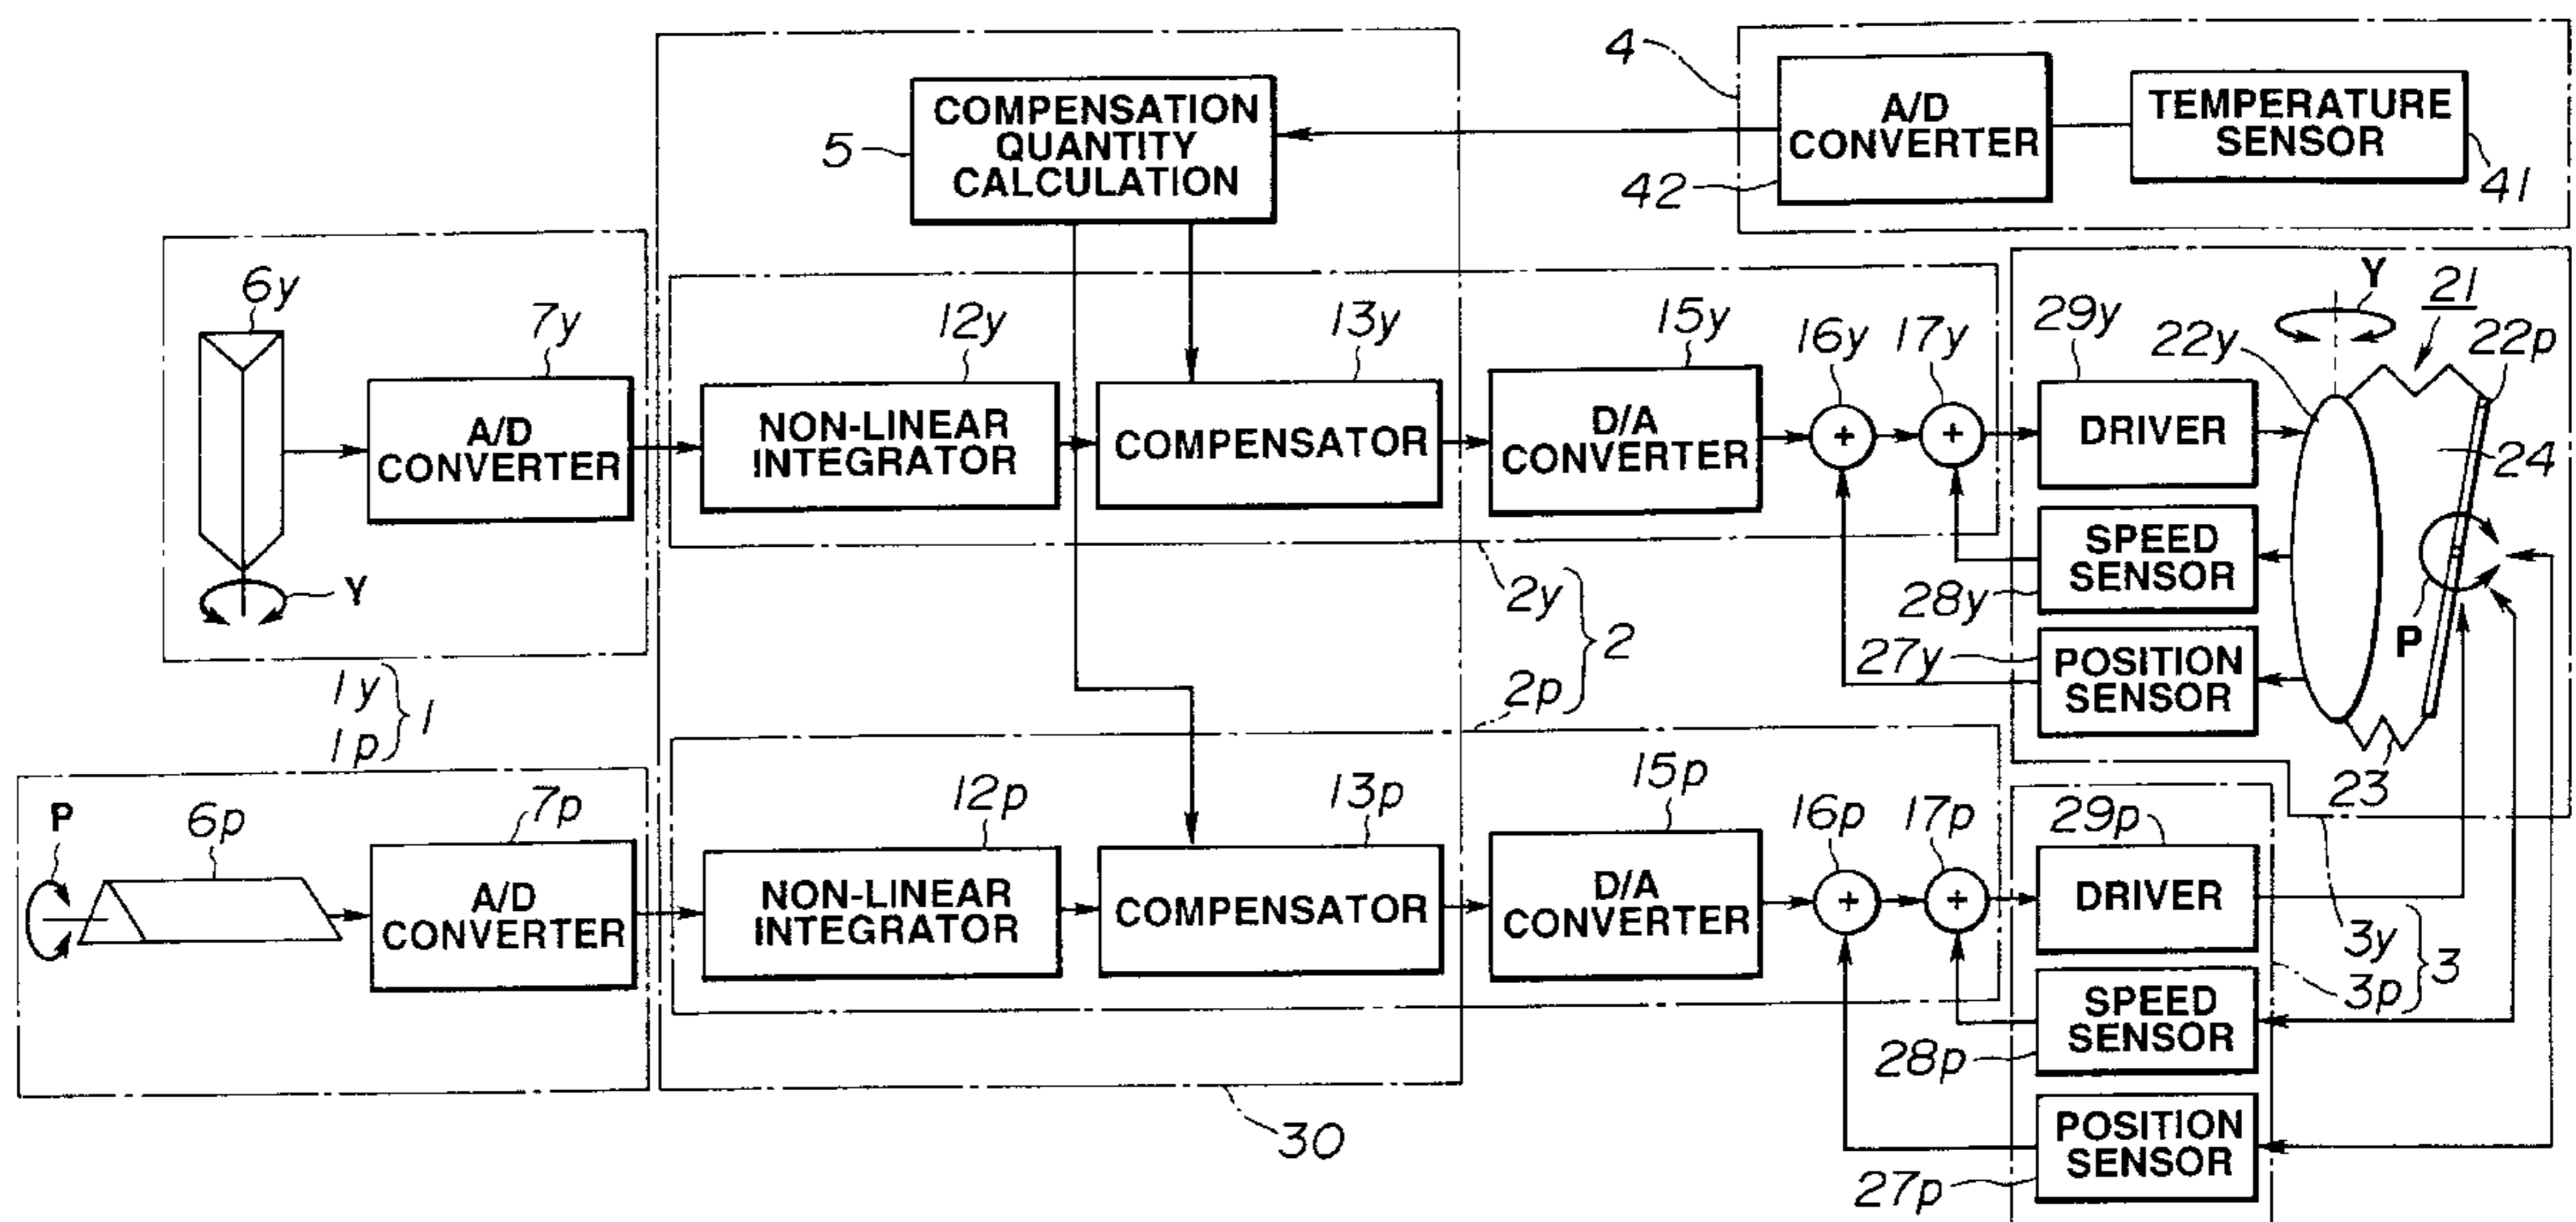 4
A/D
CONVERTER
TEMPERATURE
SENSOR
42
41
COMPENSATION
QUANTITY
CALCULATION
5
6y
7y
A/D
CONVERTER
Y
12y
NON-LINEAR
INTEGRATOR
13y
COMPENSATOR
15y
D/A
CONVERTER
16y
+
17y
+
29y
DRIVER
22y
Y
21
22p
24
SPEED
SENSOR
28y
P
POSITION
SENSOR
27y
23
2y
2p
2
1y
1p
1
P
6p
7p
A/D
CONVERTER
12p
NON-LINEAR
INTEGRATOR
13p
COMPENSATOR
15p
D/A
CONVERTER
16p
+
17p
+
29p
DRIVER
3y
3p
3
SPEED
SENSOR
28p
POSITION
SENSOR
27p
30